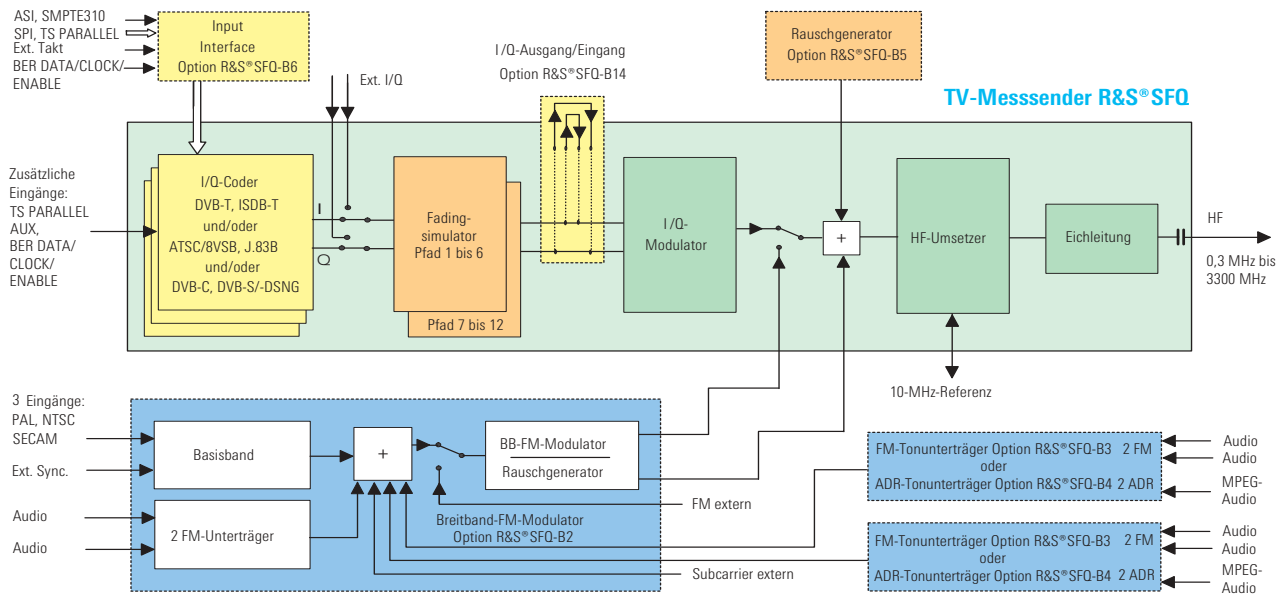 ASI, SMPTE310
SPI, TS PARALLEL
Ext. Takt
BER DATA/CLOCK/
ENABLE
Input
Interface
Option R&S®SFQ-B6
Ext. I/Q
I/Q-Ausgang/Eingang
Option R&S®SFQ-B14
Rauschgenerator
Option R&S®SFQ-B5
TV-Messsender R&S®SFQ
Zusätzliche
Eingänge:
TS PARALLEL
AUX,
BER DATA/
CLOCK/
ENABLE
I/Q-Coder
DVB-T, ISDB-T
und/oder
ATSC/8VSB, J.83B
und/oder
DVB-C, DVB-S/-DSNG
I
Q
Fading-
simulator
Pfad 1 bis 6
Pfad 7 bis 12
I/Q-
Modulator
+
HF-Umsetzer
Eichleitung
HF
0,3 MHz bis
3300 MHz
10-MHz-Referenz
3 Eingänge:
PAL, NTSC
SECAM
Ext. Sync.
Audio
Audio
Basisband
2 FM-Unterträger
+
BB-FM-Modulator
Rauschgenerator
FM extern
Breitband-FM-Modulator
Option R&S®SFQ-B2
Subcarrier extern
FM-Tonunterträger Option R&S®SFQ-B3 2 FM
oder
ADR-Tonunterträger Option R&S®SFQ-B4 2 ADR
Audio
Audio
MPEG-
Audio
FM-Tonunterträger Option R&S®SFQ-B3 2 FM
oder
ADR-Tonunterträger Option R&S®SFQ-B4 2 ADR
Audio
Audio
MPEG-
Audio